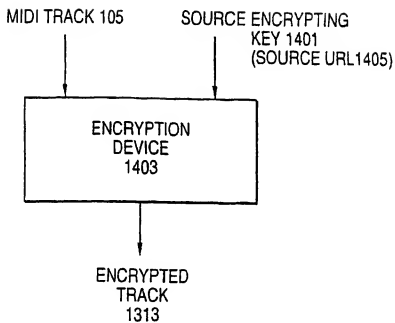 MIDI TRACK 105
SOURCE ENCRYPTING
KEY 1401
(SOURCE URL1405)
ENCRYPTION
DEVICE
1403
ENCRYPTED
TRACK
1313